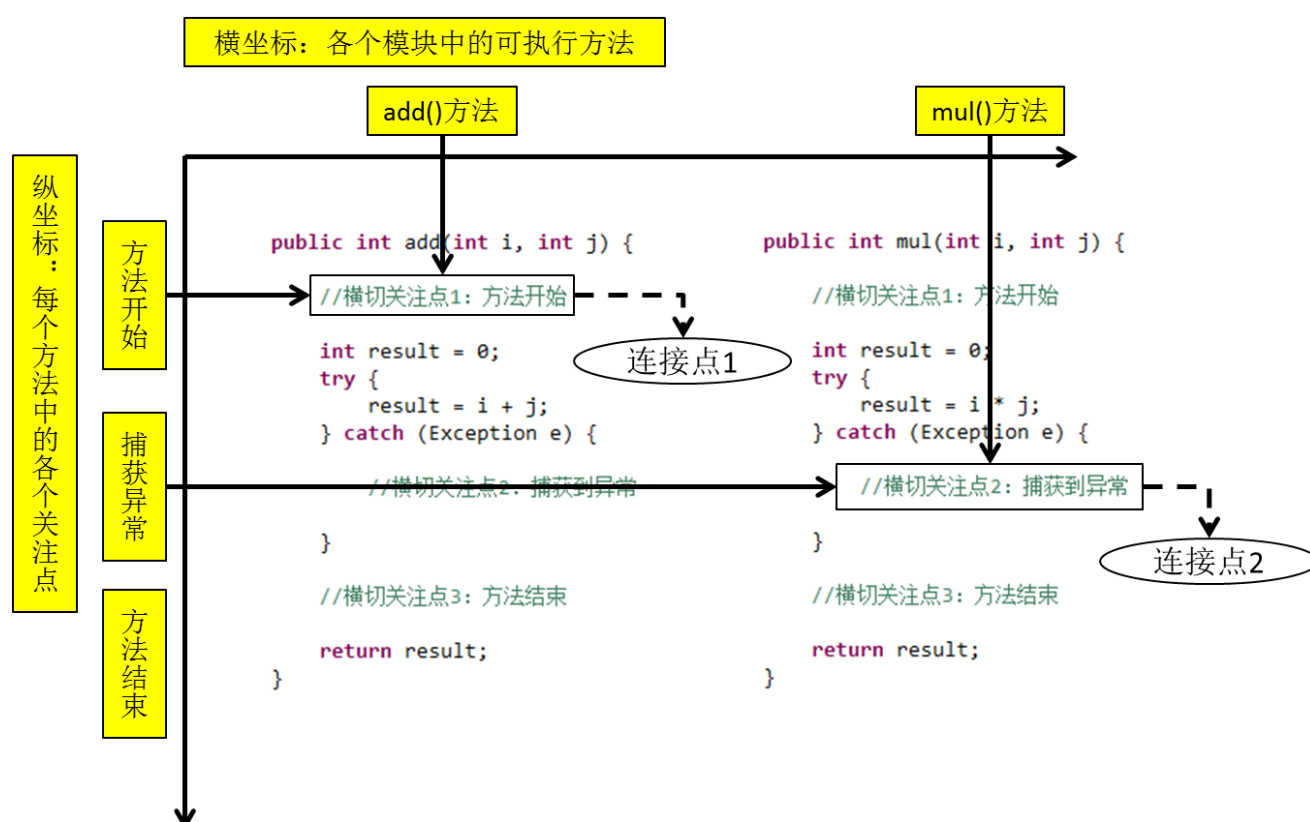 横坐标：各个模块中的可执行方法
add()方法
mul()方法
纵坐标：每个方法中的各个关注点
方法开始
捕获异常
方法结束
public int add(int i, int j) {
//横切关注点1：方法开始
int result = 0;
try {
result = i + j;
} catch (Exception e) {
//横切关注点2：捕获到异常
}
//横切关注点3：方法结束
return result;
}
连接点1
public int mul(int i, int j) {
//横切关注点1：方法开始
int result = 0;
try {
result = i * j;
} catch (Exception e) {
//横切关注点2：捕获到异常
}
//横切关注点3：方法结束
return result;
}
连接点2